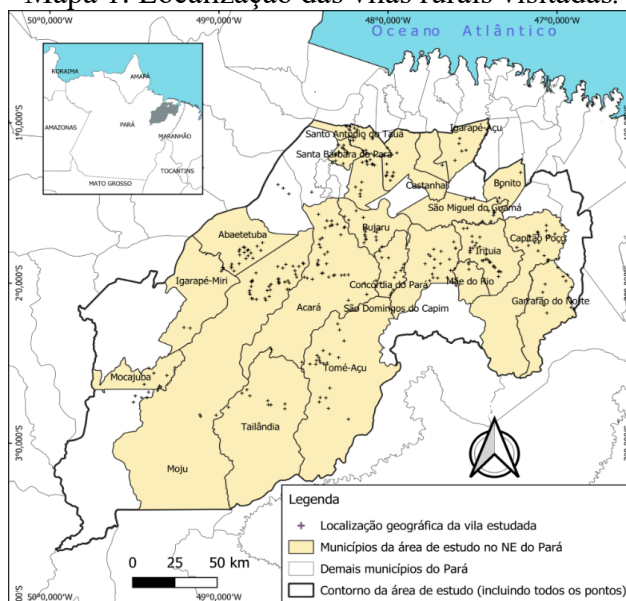 Mapa 1: Localização das vilas rurais visitadas.
50°0,000'W
49°0,000'W
48°0,000'W
47°0,000'W
Oceano Atlântico
RORAIMA
AMAPÁ
AMAZONAS
PARÁ
MARANHÃO
TOCANTINS
MATO GROSSO
1°0,000'S
Santo Antônio do Tauá
Igarapé-Açu
Santa Bárbara do Pará
Castanhal
Bonito
São Miguel do Guamá
Abaetetuba
Bujaru
Capitão Poço
Irituia
2°0,000'S
Igarapé-Miri
Concórdia do Pará
Mãe do Rio
Acará
São Domingos do Capim
Garrafão do Norte
Mocajuba
Tomé-Açu
Tailândia
3°0,000'S
Moju
Legenda
Localização geográfica da vila estudada
Municípios da área de estudo no NE do Pará
Demais municípios do Pará
Contorno da área de estudo (incluindo todos os pontos)
0 25 50 km
50°0,000'W
49°0,000'W